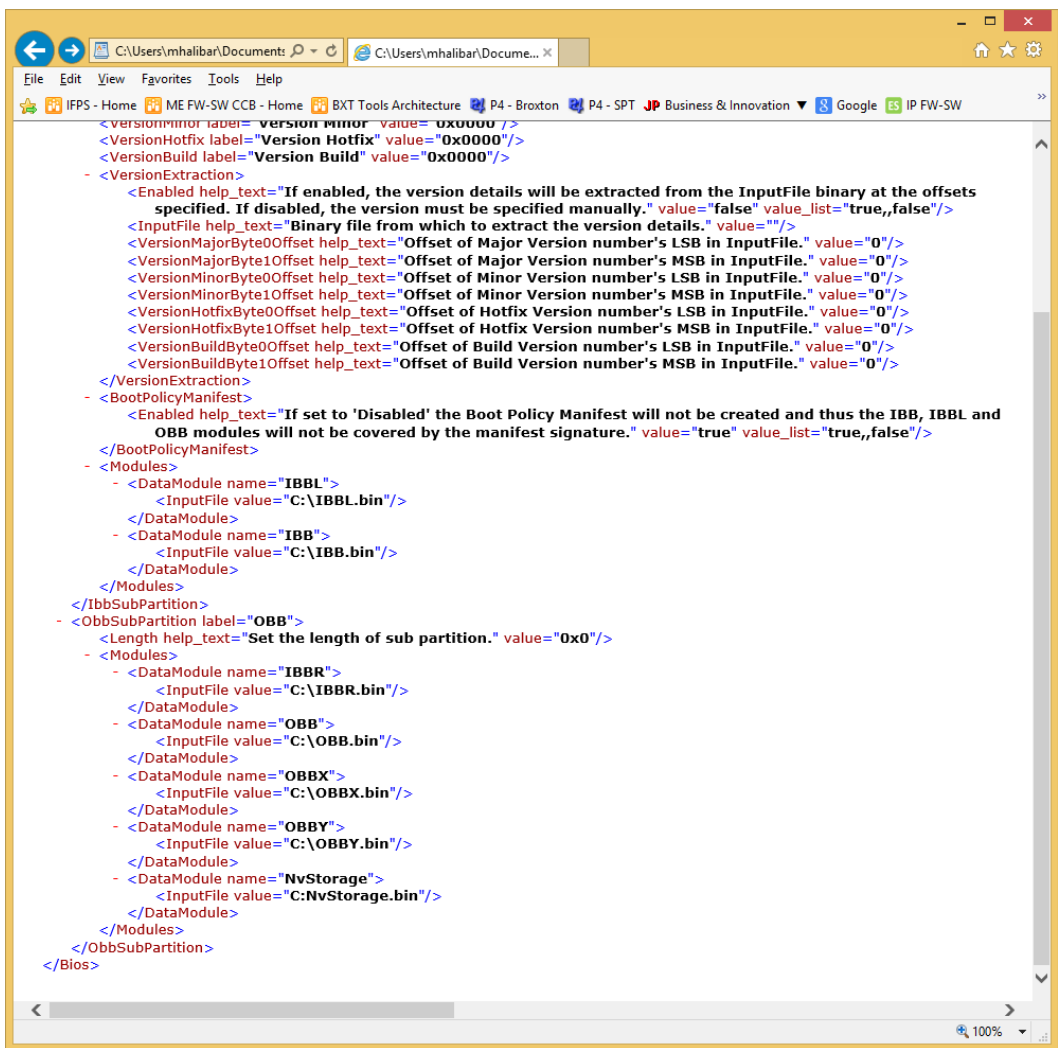 C:\Users\mhalibar\Documents
C:\Users\mhalibar\Docume...
File Edit View Favorites Tools Help
IFPS - Home ME FW-SW CCB - Home BXT Tools Architecture P4 - Broxton P4 - SPT JP Business & Innovation ▼ Google ES IP FW-SW »
<VersionMinor label="Version Minor" value="0x0000"/>
<VersionHotfix label="Version Hotfix" value="0x0000"/>
<VersionBuild label="Version Build" value="0x0000"/>
- <VersionExtraction>
<Enabled help_text="If enabled, the version details will be extracted from the InputFile binary at the offsets
specified. If disabled, the version must be specified manually." value="false" value_list="true,,false"/>
<InputFile help_text="Binary file from which to extract the version details." value=""/>
<VersionMajorByte0Offset help_text="Offset of Major Version number's LSB in InputFile." value="0"/>
<VersionMajorByte1Offset help_text="Offset of Major Version number's MSB in InputFile." value="0"/>
<VersionMinorByte0Offset help_text="Offset of Minor Version number's LSB in InputFile." value="0"/>
<VersionMinorByte1Offset help_text="Offset of Minor Version number's MSB in InputFile." value="0"/>
<VersionHotfixByte0Offset help_text="Offset of Hotfix Version number's LSB in InputFile." value="0"/>
<VersionHotfixByte1Offset help_text="Offset of Hotfix Version number's MSB in InputFile." value="0"/>
<VersionBuildByte0Offset help_text="Offset of Build Version number's LSB in InputFile." value="0"/>
<VersionBuildByte1Offset help_text="Offset of Build Version number's MSB in InputFile." value="0"/>
</VersionExtraction>
- <BootPolicyManifest>
<Enabled help_text="If set to 'Disabled' the Boot Policy Manifest will not be created and thus the IBB, IBBL and
OBB modules will not be covered by the manifest signature." value="true" value_list="true,,false"/>
</BootPolicyManifest>
- <Modules>
- <DataModule name="IBBL">
<InputFile value="C:\IBBL.bin"/>
</DataModule>
- <DataModule name="IBB">
<InputFile value="C:\IBB.bin"/>
</DataModule>
</Modules>
</IbbSubPartition>
- <ObbSubPartition label="OBB">
<Length help_text="Set the length of sub partition." value="0x0"/>
- <Modules>
- <DataModule name="IBBR">
<InputFile value="C:\IBBR.bin"/>
</DataModule>
- <DataModule name="OBB">
<InputFile value="C:\OBB.bin"/>
</DataModule>
- <DataModule name="OBBX">
<InputFile value="C:\OBBX.bin"/>
</DataModule>
- <DataModule name="OBBY">
<InputFile value="C:\OBBY.bin"/>
</DataModule>
- <DataModule name="NvStorage">
<InputFile value="C:NvStorage.bin"/>
</DataModule>
</Modules>
</ObbSubPartition>
</Bios>
100%